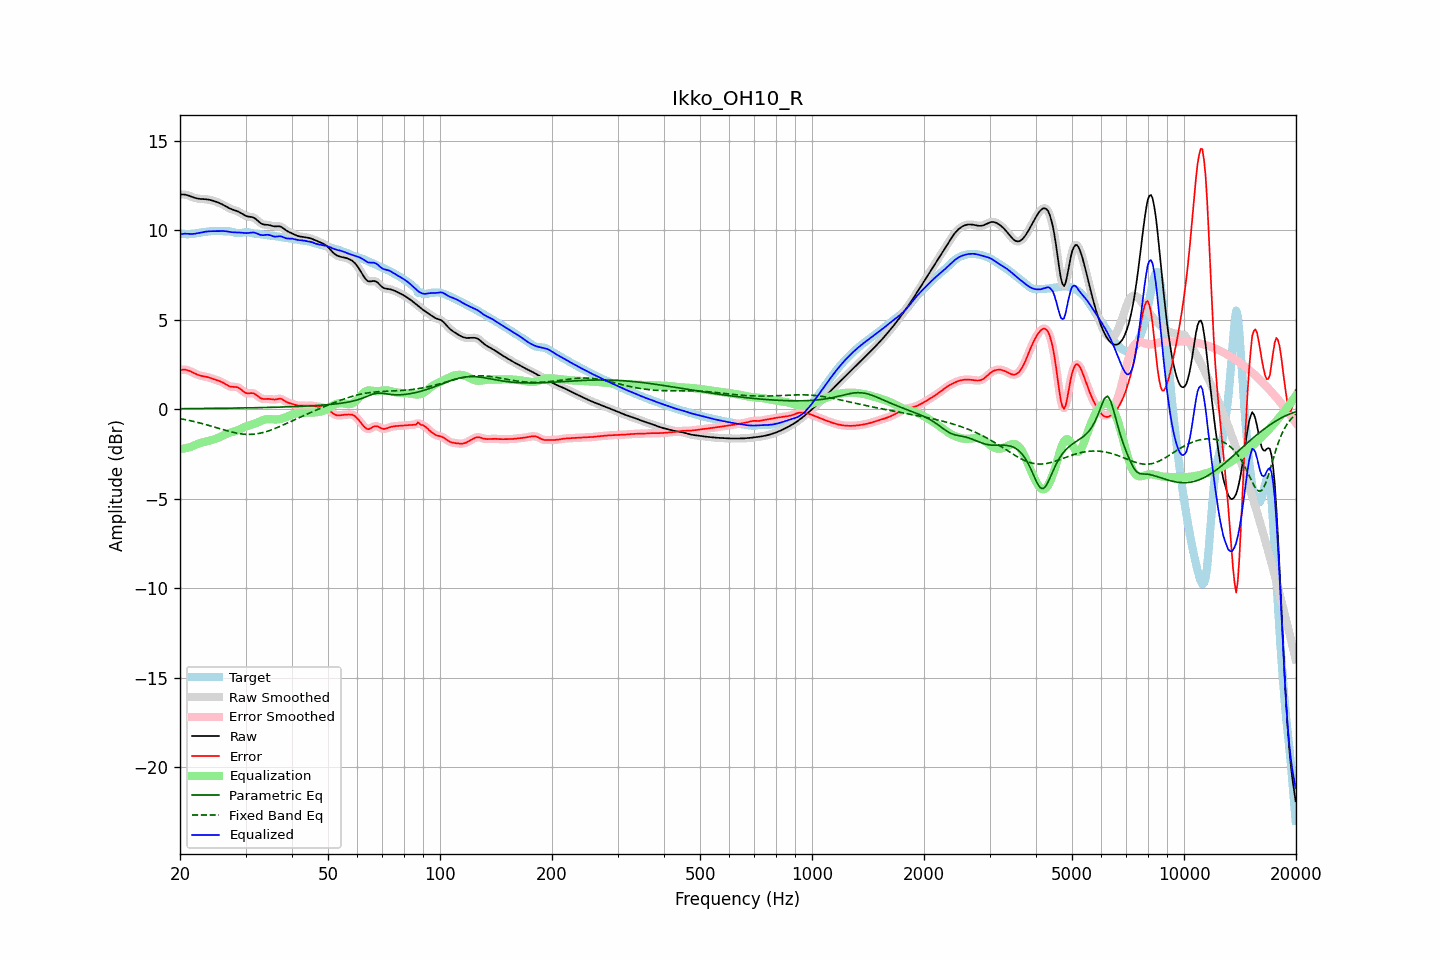 Ikko_OH10_R
Amplitude (dBr)
15
10
5
0
−5
−10
−15
−20
Target
Raw Smoothed
Error Smoothed
Raw
Error
Equalization
Parametric Eq
Fixed Band Eq
Equalized
20 50 100 200 500 1000 2000 5000 10000 20000
Frequency (Hz)